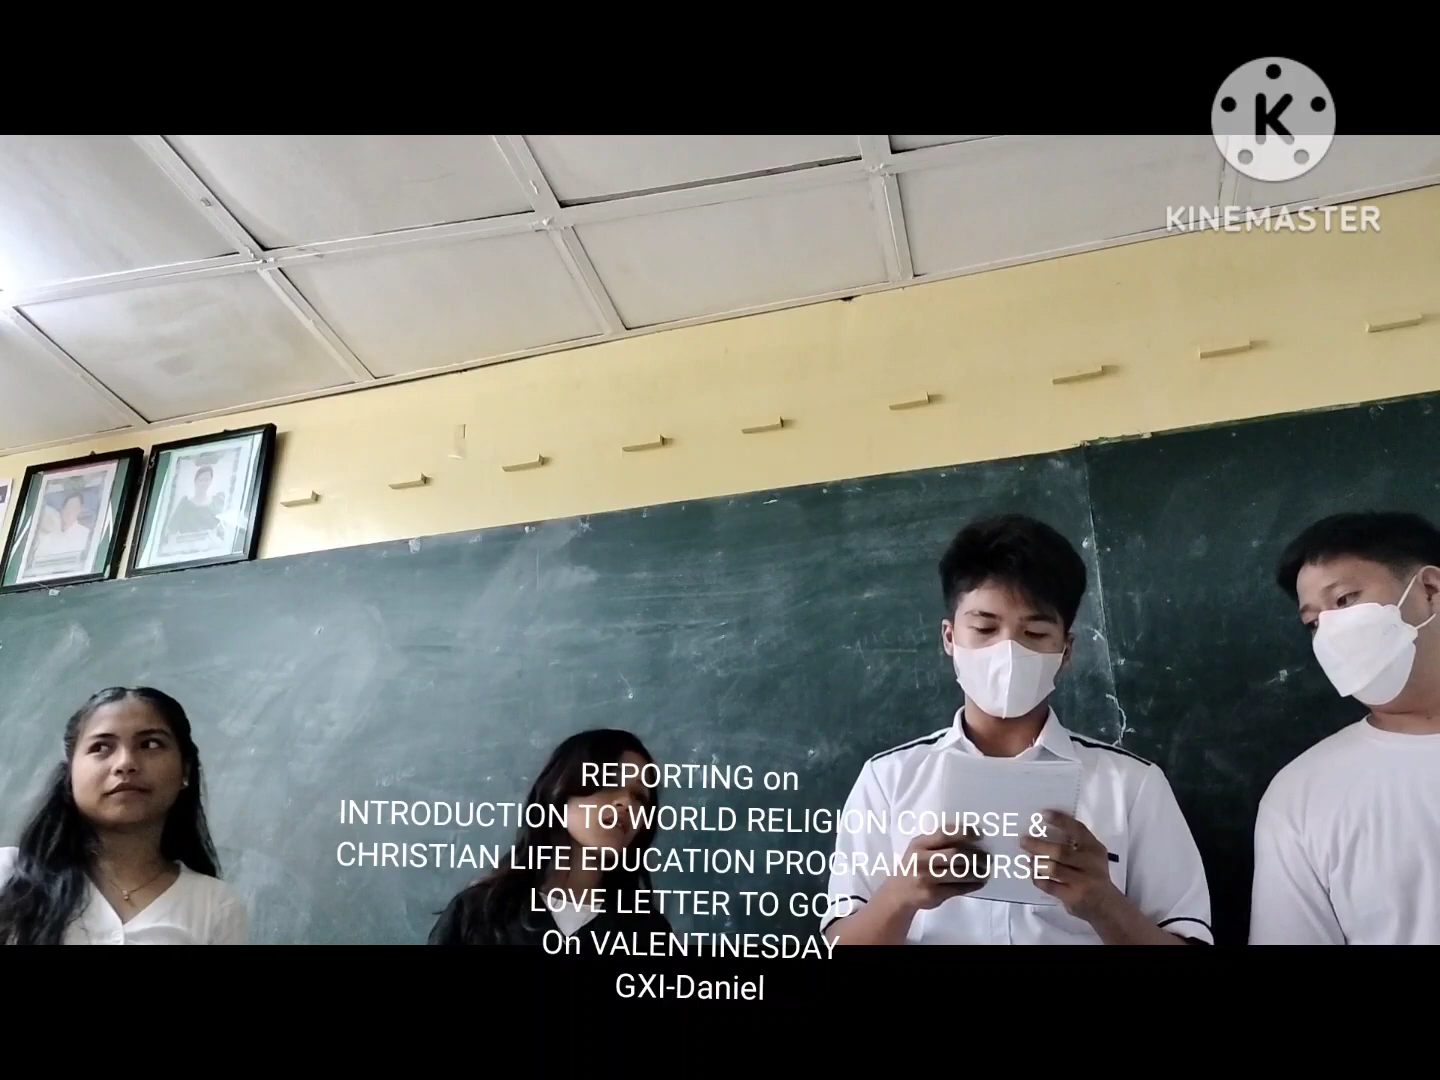 K
KINEMASTER
REPORTING on
INTRODUCTION TO WORLD RELIGION COURSE &
CHRISTIAN LIFE EDUCATION PROGRAM COURSE
LOVE LETTER TO GOD
On VALENTINESDAY
GXI-Daniel